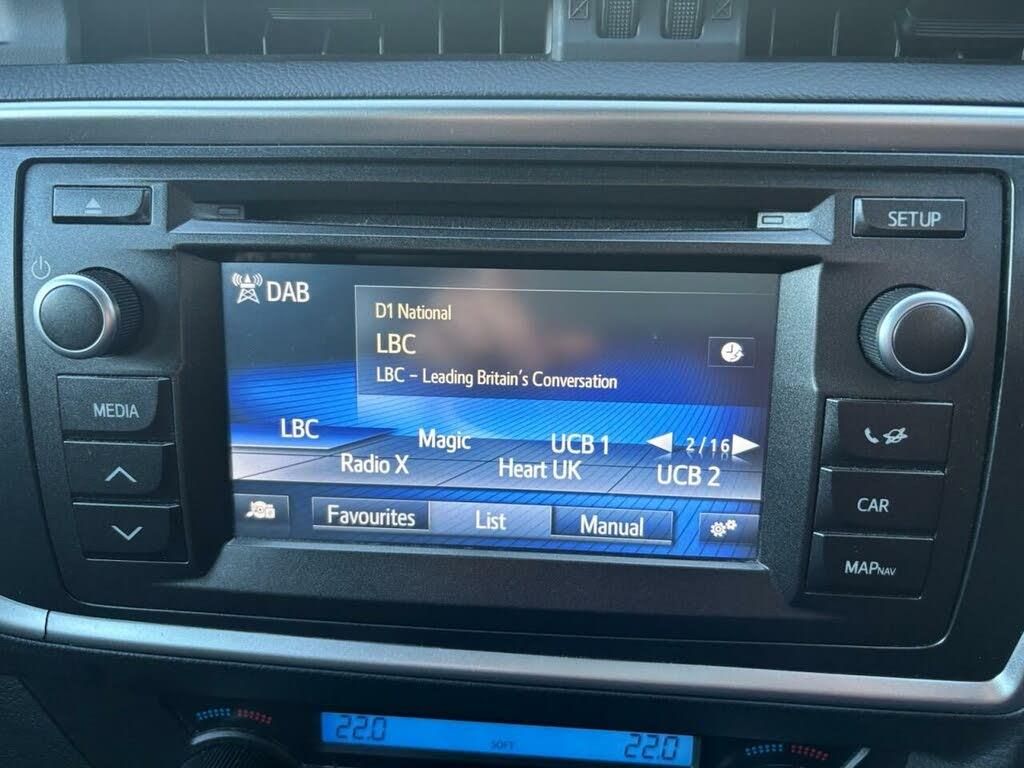 SETUP
DAB
D1 National
LBC
LBC – Leading Britain's Conversation
MEDIA
LBC Magic UCB 1 2/16
Radio X Heart UK UCB 2
CAR
Favourites List Manual
MAP NAV
22.0 SOFT 22.0